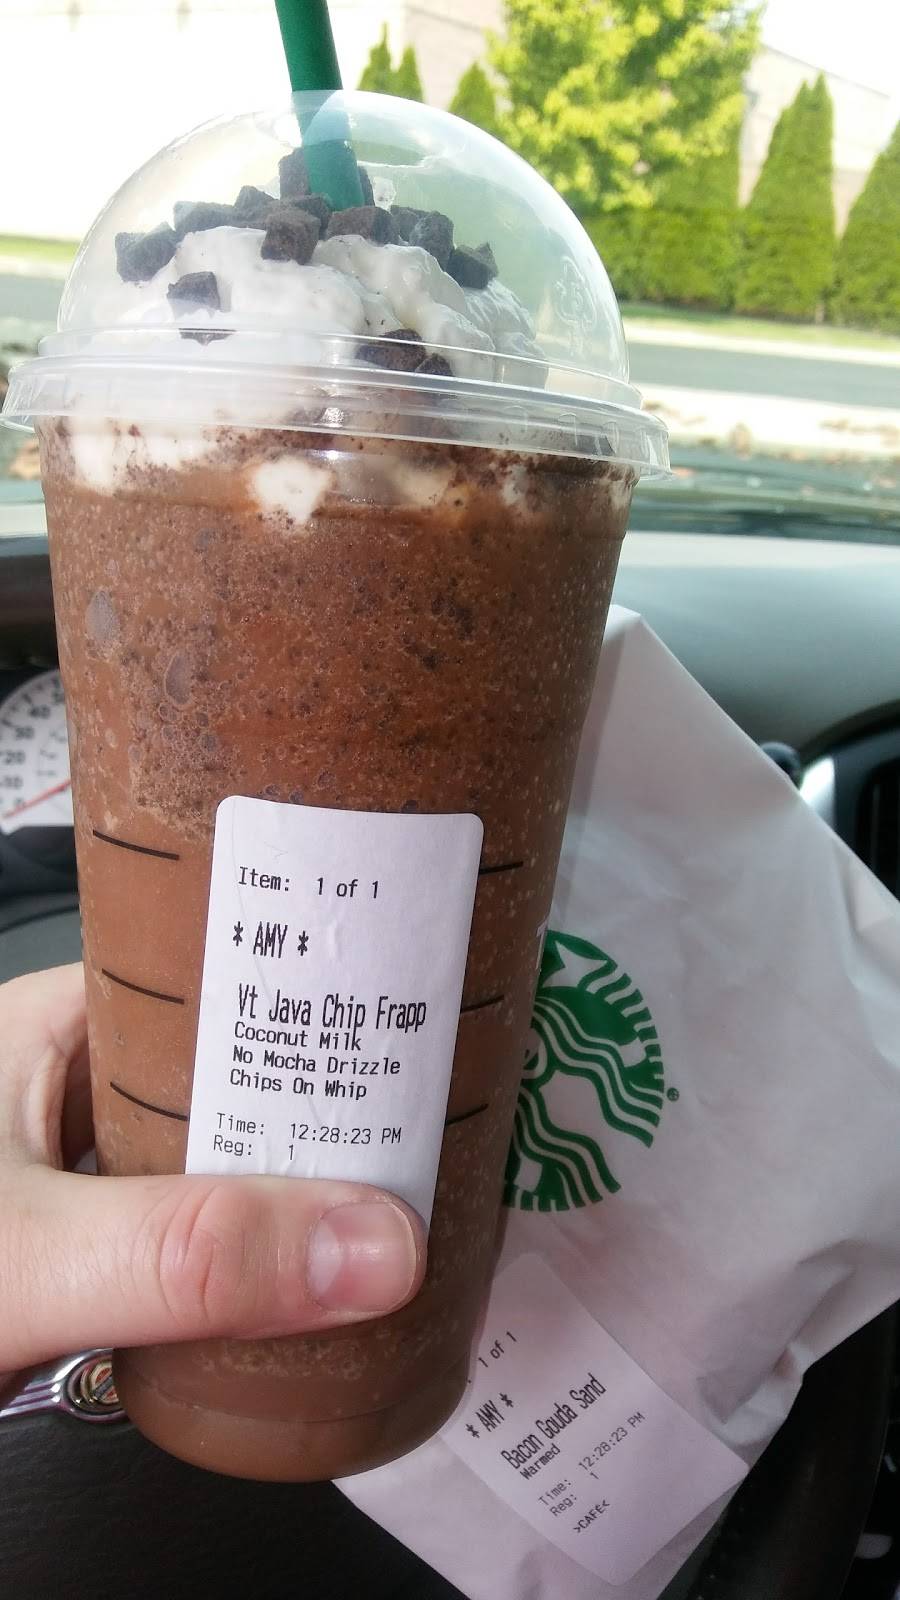 Item: 1 of 1
* AMY *
Vt Java Chip Frapp
Coconut Milk
No Mocha Drizzle
Chips On Whip
Time: 12:28:23 PM
Reg: 1
1 of 1
* AMY *
Bacon Gouda Sand
Warmed
Time: 12:28:23 PM
Reg: 1
>CAFE<
®